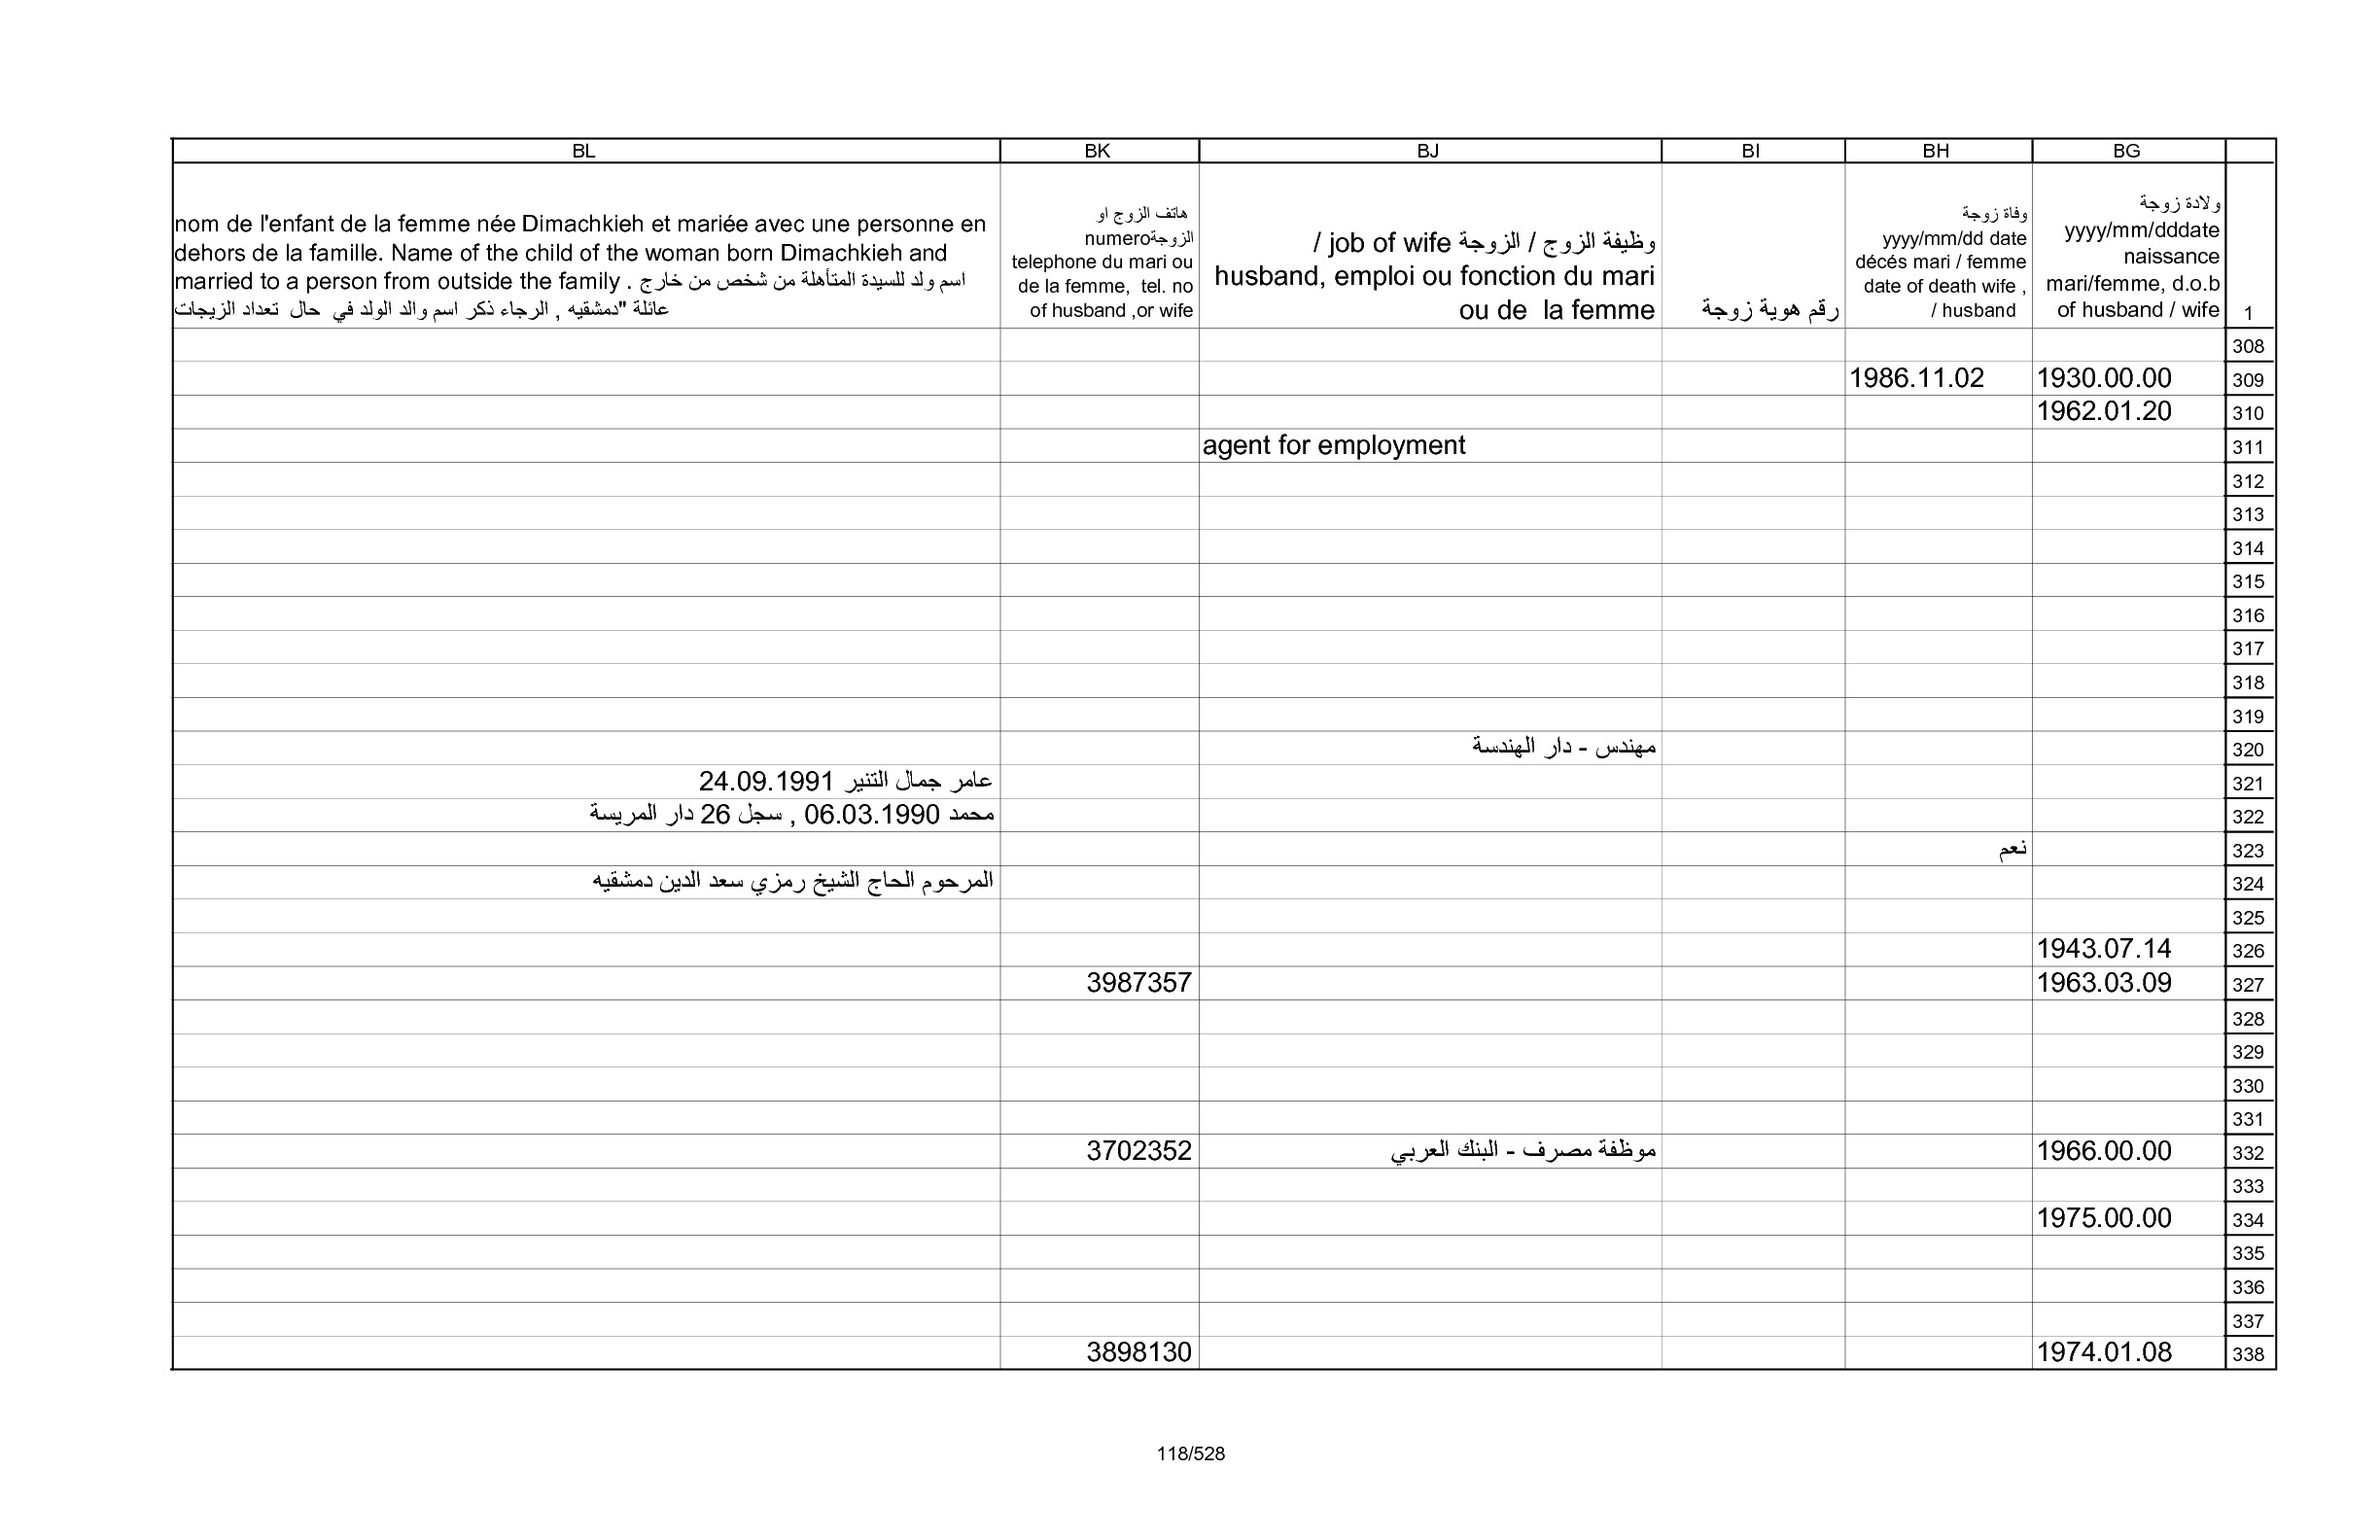 BL BK BJ BI BH BG
nom de l'enfant de la femme née Dimachkieh et mariée avec une personne en
dehors de la famille. Name of the child of the woman born Dimachkieh and
married to a person from outside the family . اسم ولد للسيدة المتأهلة من شخص من خارج
عائلة "دمشقيه , الرجاء ذكر اسم والد الولد في حال تعداد الزيجات
هاتف الزوج او
الزوجةnumero
telephone du mari ou
de la femme, tel. no
of husband ,or wife
وظيفة الزوج / الزوجة job of wife /
husband, emploi ou fonction du mari
ou de la femme
رقم هوية زوجة
وفاة زوجة
yyyy/mm/dd date
décés mari / femme
date of death wife ,
/ husband
ولادة زوجة
yyyy/mm/dddate
naissance
mari/femme, d.o.b
of husband / wife
1
308
1986.11.02 1930.00.00 309
1962.01.20 310
agent for employment 311
312
313
314
315
316
317
318
319
مهندس - دار الهندسة 320
عامر جمال التنير 24.09.1991 321
محمد 06.03.1990 , سجل 26 دار المريسة 322
نعم 323
المرحوم الحاج الشيخ رمزي سعد الدين دمشقيه 324
325
1943.07.14 326
3987357 1963.03.09 327
328
329
330
331
3702352 موظفة مصرف - البنك العربي 1966.00.00 332
333
1975.00.00 334
335
336
337
3898130 1974.01.08 338
118/528